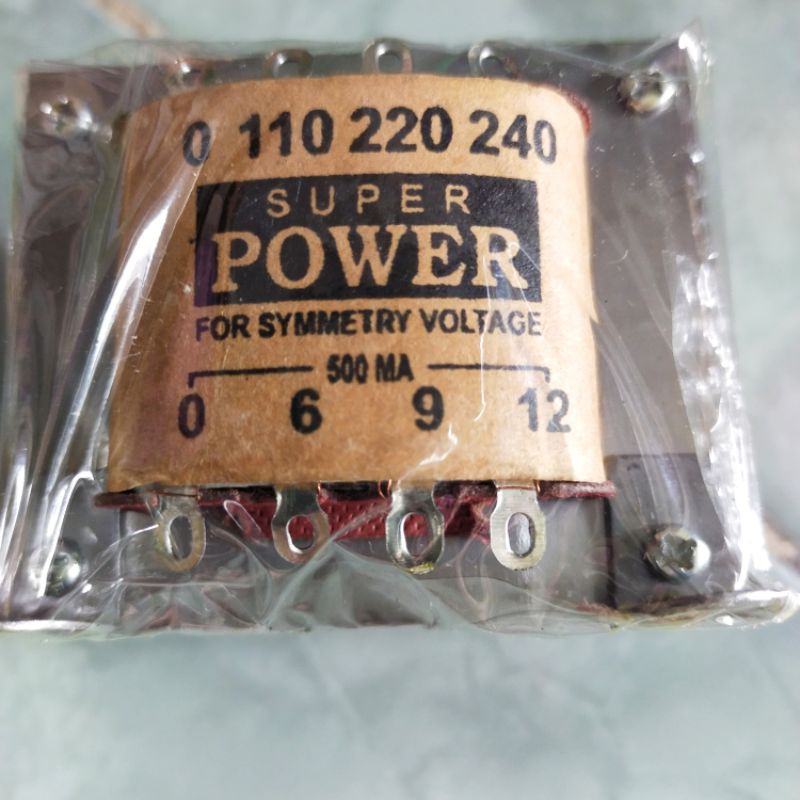 0 110 220 240
SUPER
POWER
FOR SYMMETRY VOLTAGE
500 MA
0 6 9 12